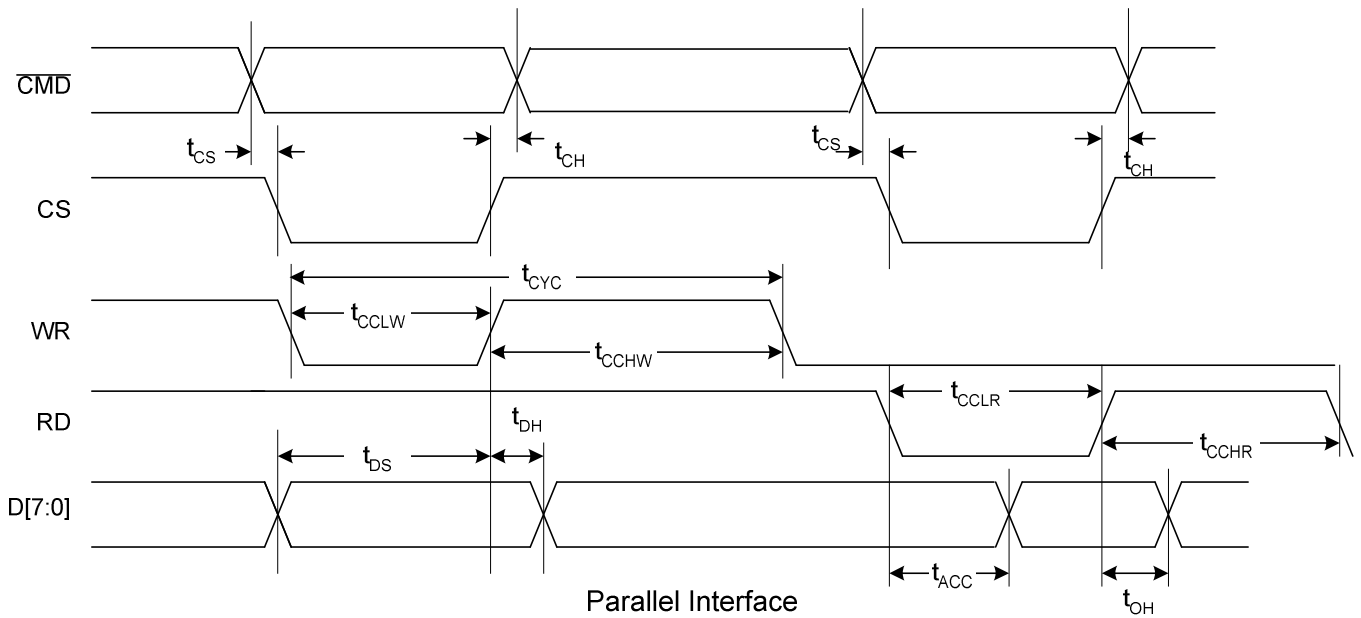 CMD
tCS
tCH
tCS
tCH
CS
tCYC
WR
tCCLW
tCCHW
RD
tCCLR
tDH
tDS
tCCHR
D[7:0]
tACC
tOH
Parallel Interface